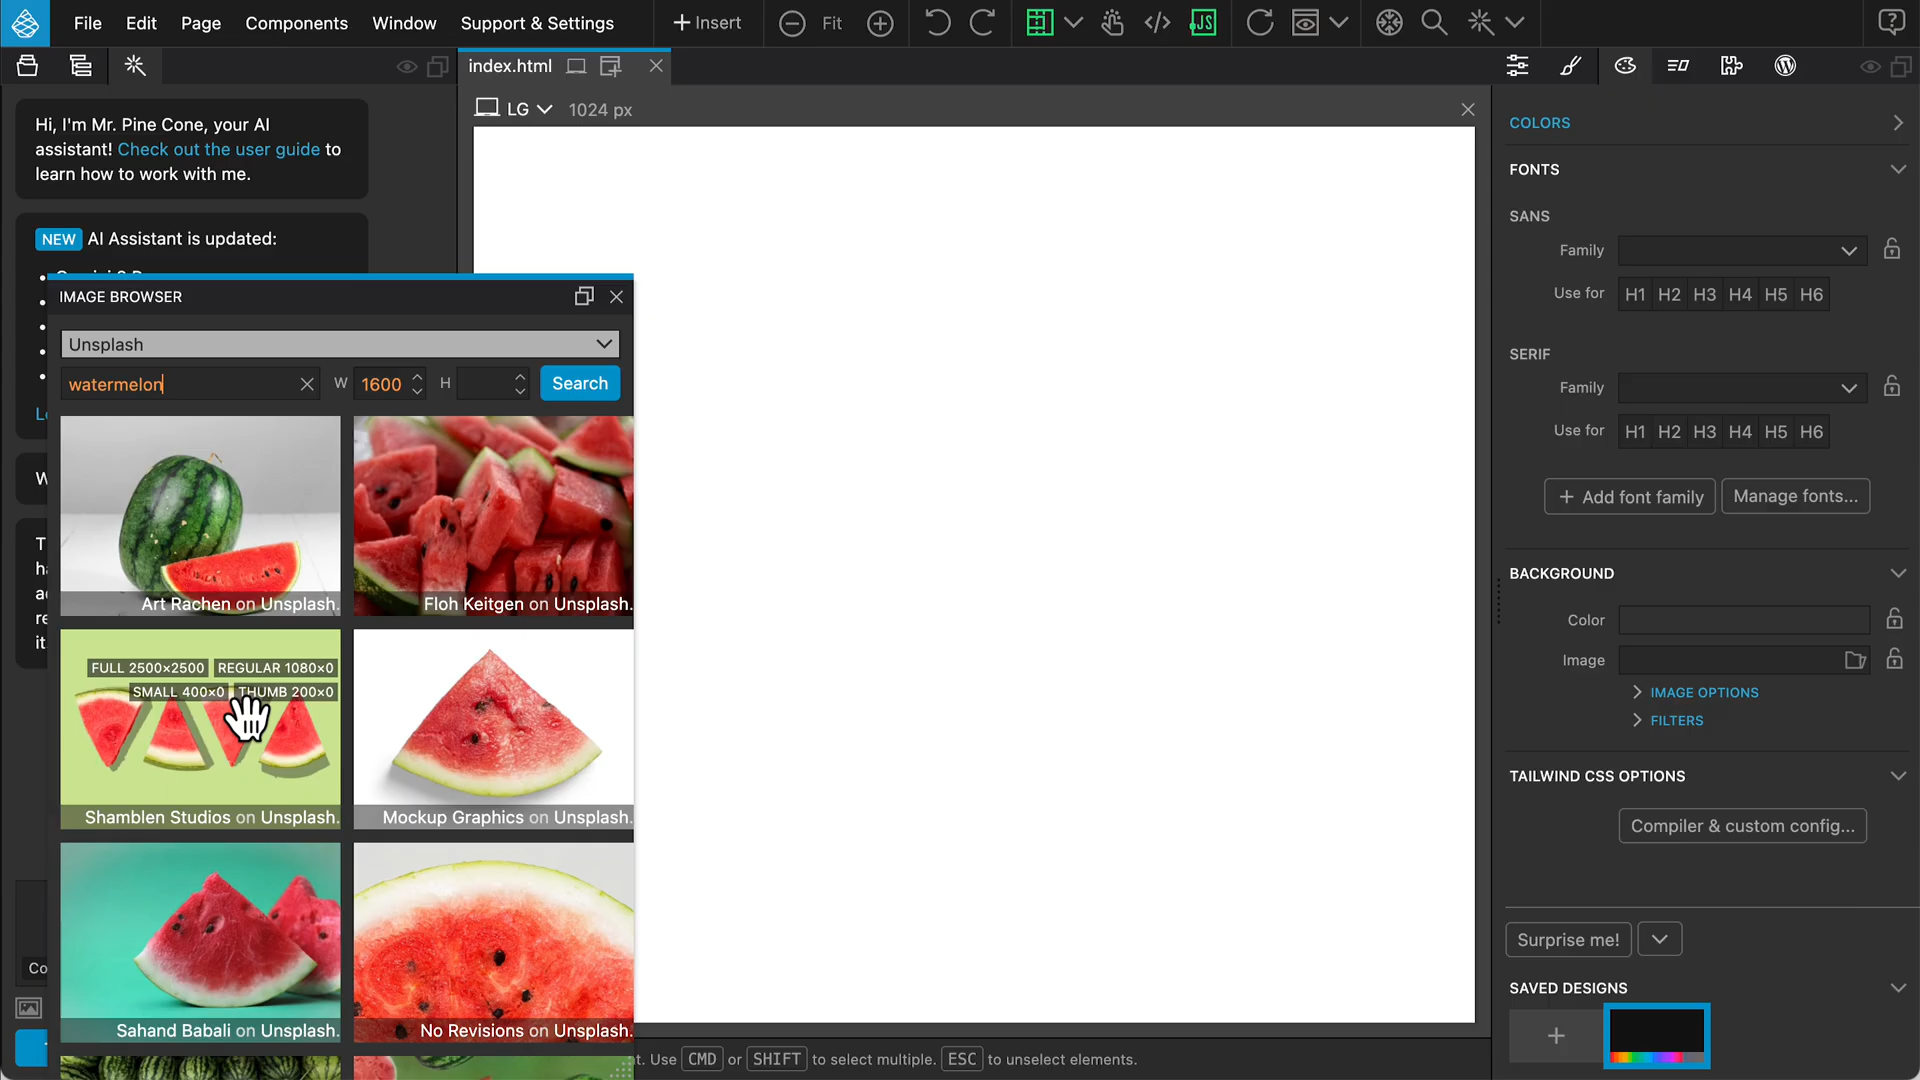 File Edit Page Components Window Support & Settings Insert Fit JS
index.html
LG 1024 px
Hi, I'm Mr. Pine Cone, your AI
assistant! Check out the user guide to
learn how to work with me.
NEW AI Assistant is updated:
IMAGE BROWSER
Unsplash
watermelon W 1600 H Search
Art Rachen on Unsplash.
Floh Keitgen on Unsplash.
FULL 2500×2500 REGULAR 1080×0
SMALL 400×0 THUMB 200×0
Shamblen Studios on Unsplash.
Mockup Graphics on Unsplash.
Sahand Babali on Unsplash.
No Revisions on Unsplash.
Co
t. Use CMD or SHIFT to select multiple. ESC to unselect elements.
COLORS
FONTS
SANS
Family
Use for H1 H2 H3 H4 H5 H6
SERIF
Family
Use for H1 H2 H3 H4 H5 H6
+ Add font family Manage fonts...
BACKGROUND
Color
Image
IMAGE OPTIONS
FILTERS
TAILWIND CSS OPTIONS
Compiler & custom config...
Surprise me!
SAVED DESIGNS